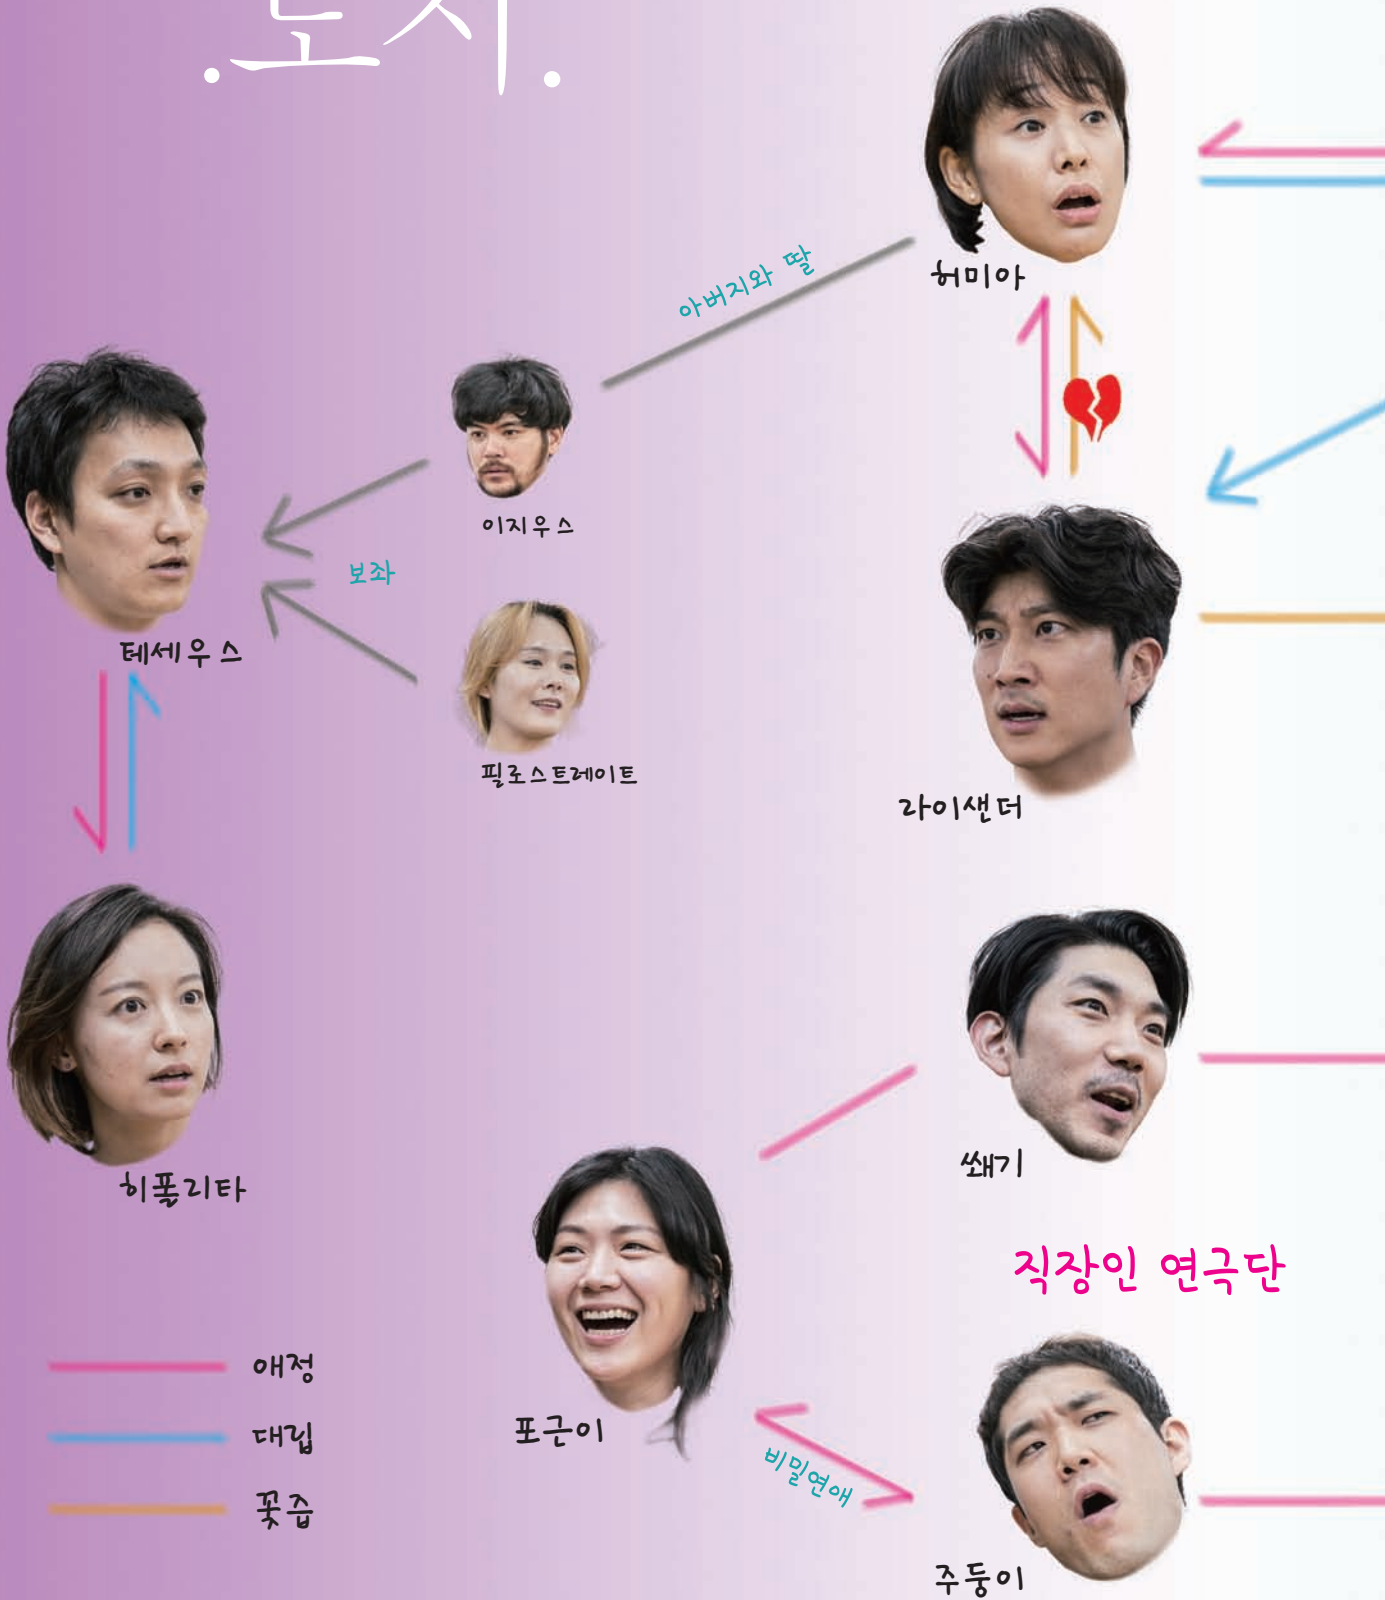 .도시.
허미아
아버지와 딸
이지우스
보좌
테세우스
필로스트레이트
라이샌더
히폴리타
쐐기
직장인 연극단
포근이
비밀연애
주둥이
애정
대립
꽃즙